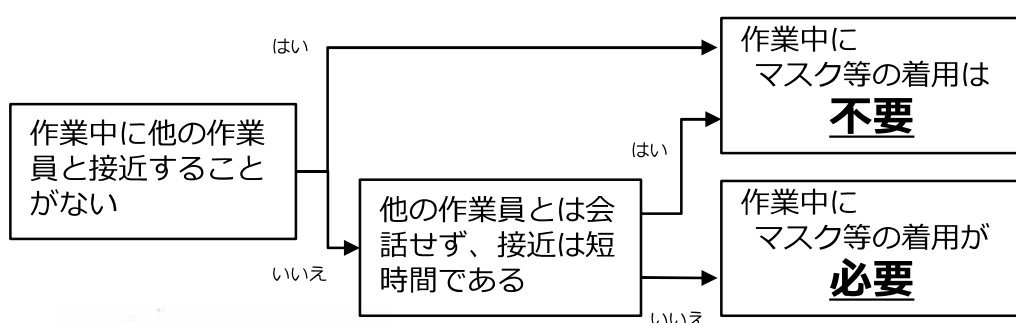 作業中に他の作業
員と接近すること
がない
はい
いいえ
他の作業員とは会
話せず、接近は短
時間である
はい
いいえ
作業中に
マスク等の着用は
不要
作業中に
マスク等の着用が
必要